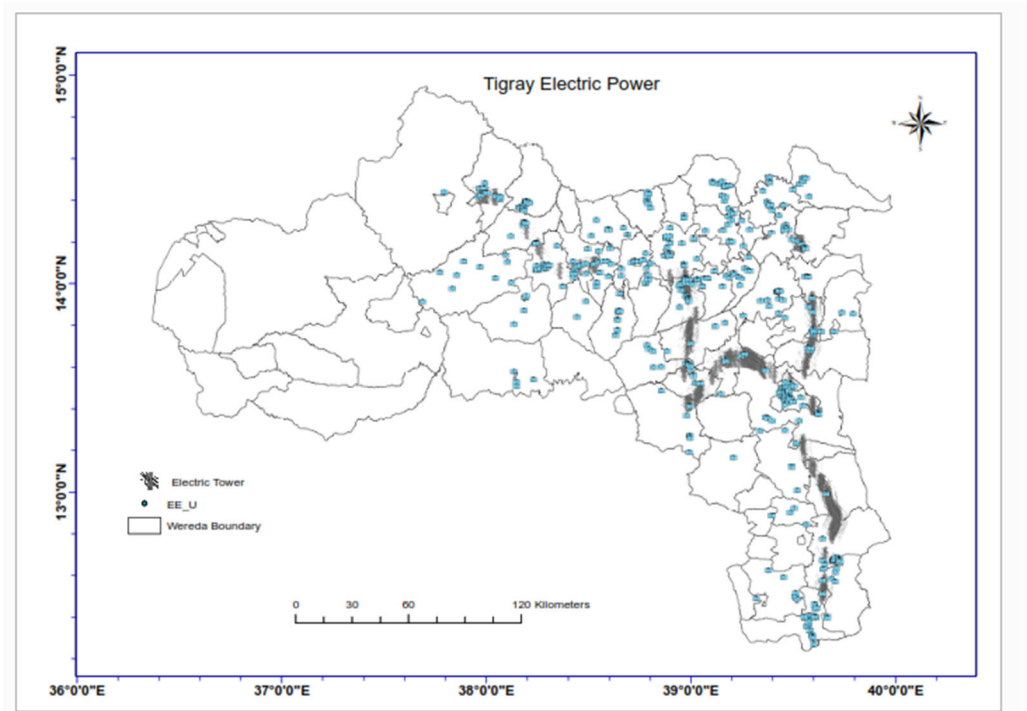 Tigray Electric Power
15°0'0"N
14°0'0"N
13°0'0"N
Electric Tower
EE_U
Wereda Boundary
0 30 60 120 Kilometers
36°0'0"E 37°0'0"E 38°0'0"E 39°0'0"E 40°0'0"E